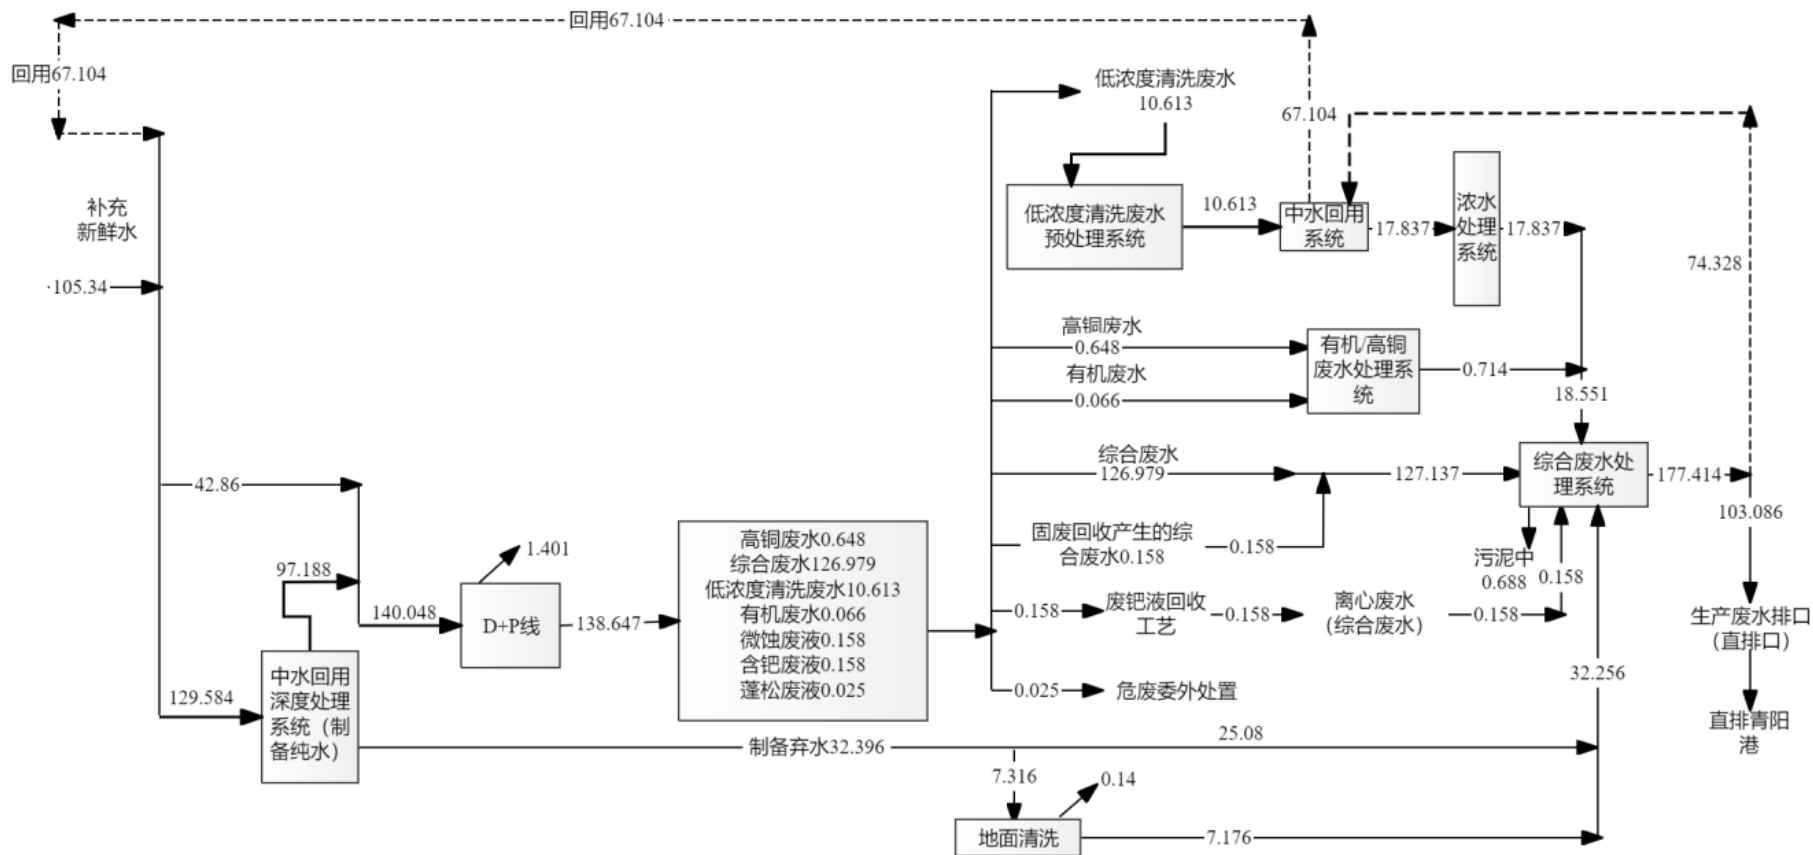 回用67.104
回用67.104
补充
新鲜水
·105.34
42.86
97.188
129.584
中水回用
深度处理
系统（制
备纯水）
140.048
1.401
D+P线
138.647
高铜废水0.648
综合废水126.979
低浓度清洗废水10.613
有机废水0.066
微蚀废液0.158
含钯废液0.158
蓬松废液0.025
低浓度清洗废水
10.613
低浓度清洗废水
预处理系统
10.613
67.104
中水回用
系统
17.837
浓水
处理
系统
17.837
74.328
高铜废水
0.648
有机废水
0.066
有机/高铜
废水处理系
统
0.714
18.551
综合废水
126.979
127.137
综合废水处
理系统
177.414
103.086
固废回收产生的综
合废水0.158
0.158
污泥中
0.688
0.158
0.158
废钯液回收
工艺
0.158
离心废水
（综合废水）
0.158
生产废水排口
（直排口）
0.025
危废委外处置
32.256
直排青阳
港
制备弃水32.396
25.08
7.316
0.14
地面清洗
7.176